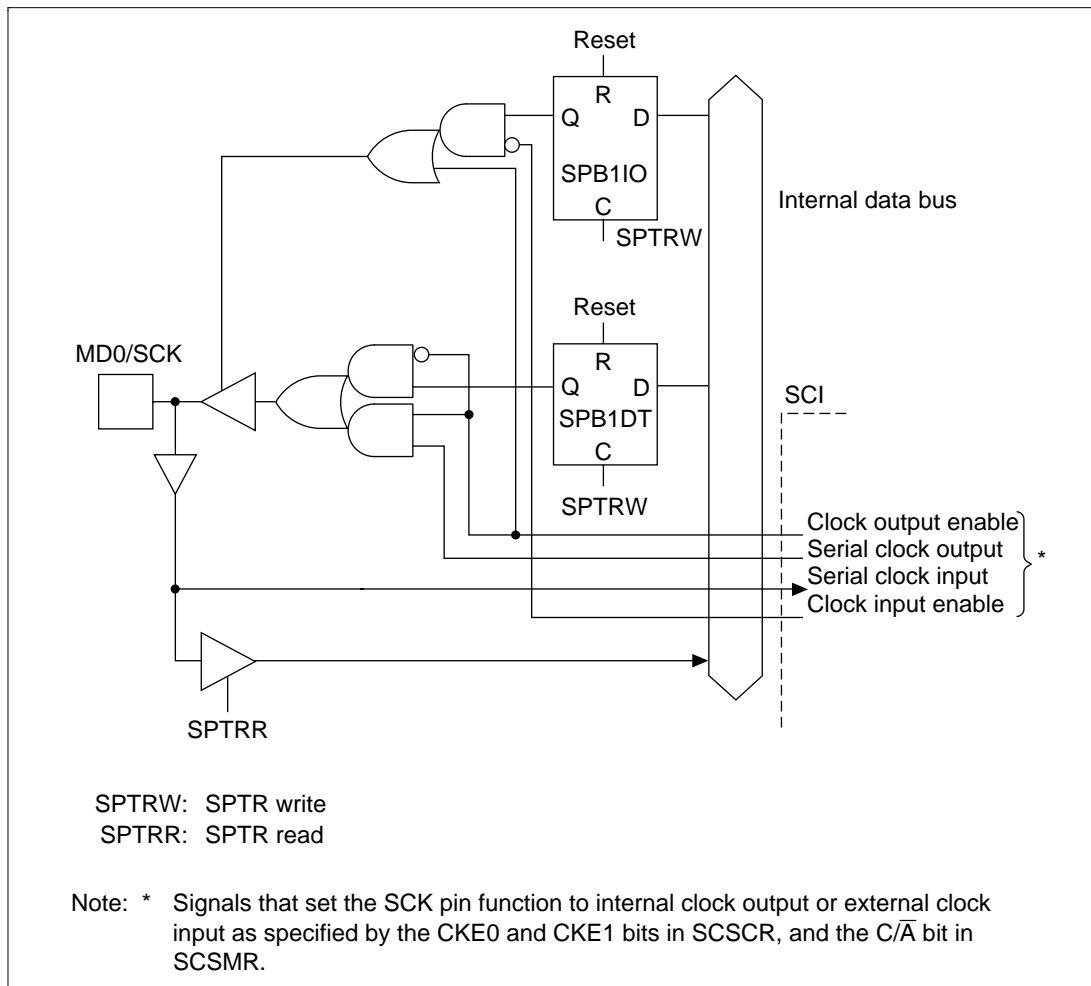 Reset
R
Q D
SPB1IO
C
SPTRW
Internal data bus
Reset
MD0/SCK
R
Q D
SPB1DT
C
SPTRW
SCI
Clock output enable
Serial clock output
Serial clock input
Clock input enable
*
SPTRR
SPTRW: SPTR write
SPTRR: SPTR read
Note: * Signals that set the SCK pin function to internal clock output or external clock
input as specified by the CKE0 and CKE1 bits in SCSCR, and the C/A̅ bit in
SCSMR.